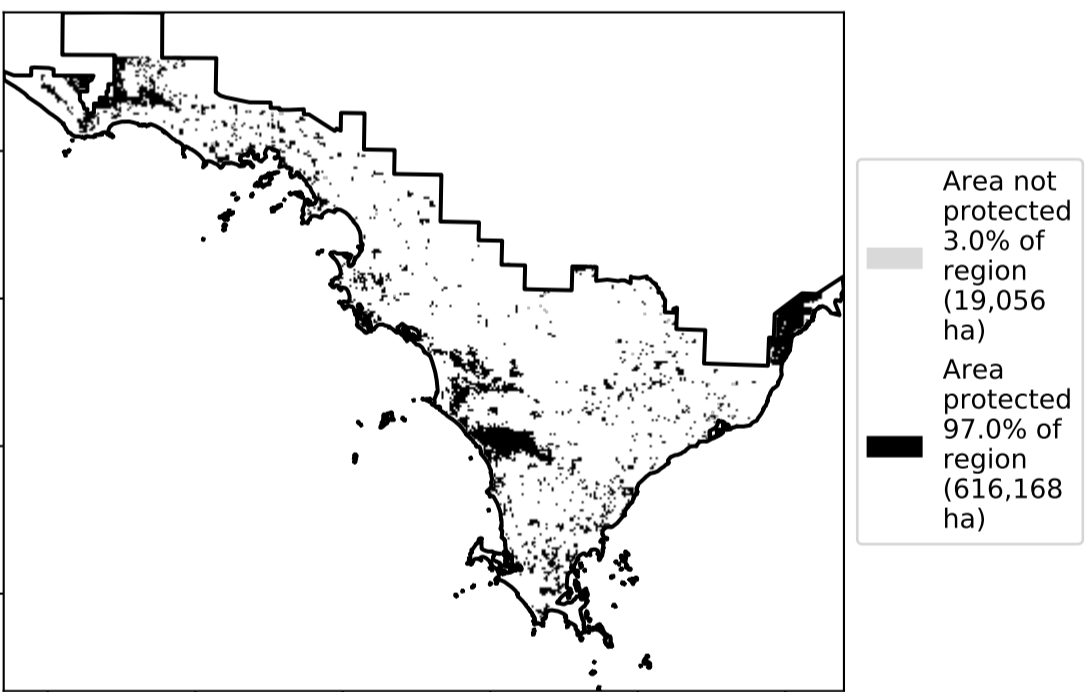 Area not
protected
3.0% of
region
(19,056
ha)
Area
protected
97.0% of
region
(616,168
ha)